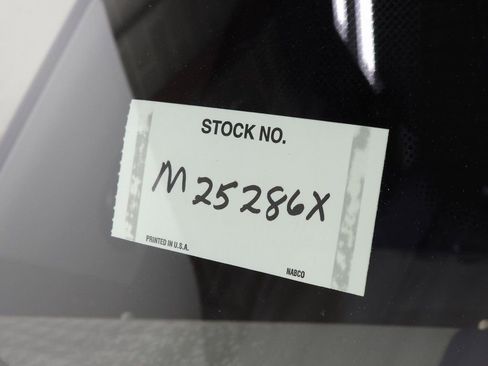 STOCK NO.
M25286X
PRINTED IN U.S.A.
NABCO